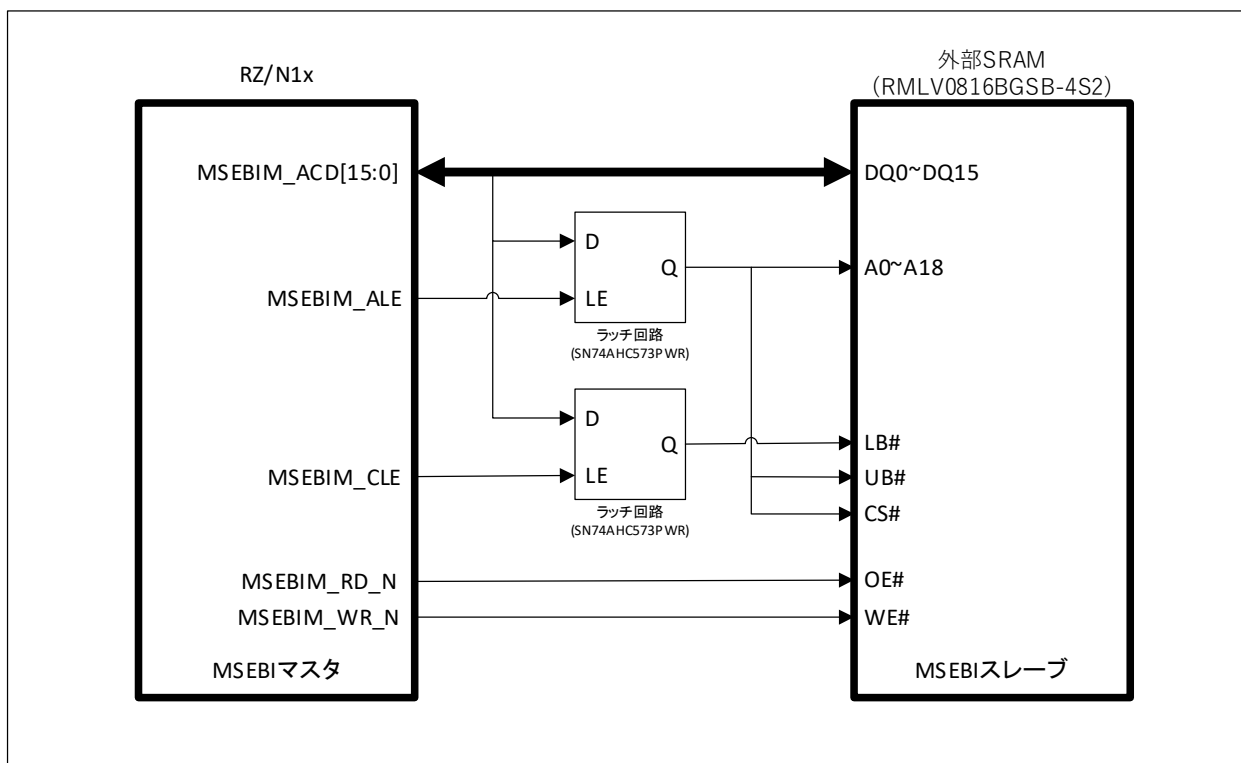 RZ/N1x
外部SRAM
(RMLV0816BGSB-4S2)
MSEBIM_ACD[15:0]
DQ0~DQ15
D
Q
LE
A0~A18
MSEBIM_ALE
ラッチ回路
(SN74AHC573PWR)
D
Q
LE
LB#
UB#
CS#
MSEBIM_CLE
ラッチ回路
(SN74AHC573PWR)
MSEBIM_RD_N
OE#
MSEBIM_WR_N
WE#
MSEBIマスタ
MSEBIスレーブ